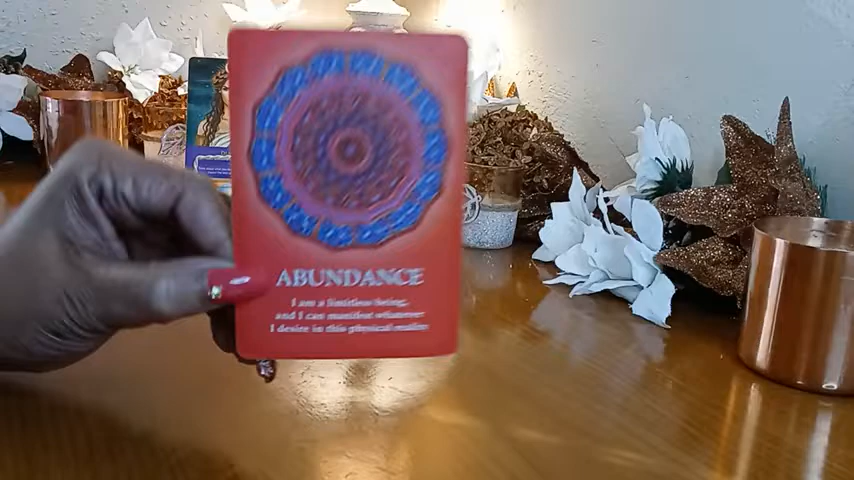 ABUNDANCE
I am a limitless being,
and I can manifest whatever
I desire in this physical realm